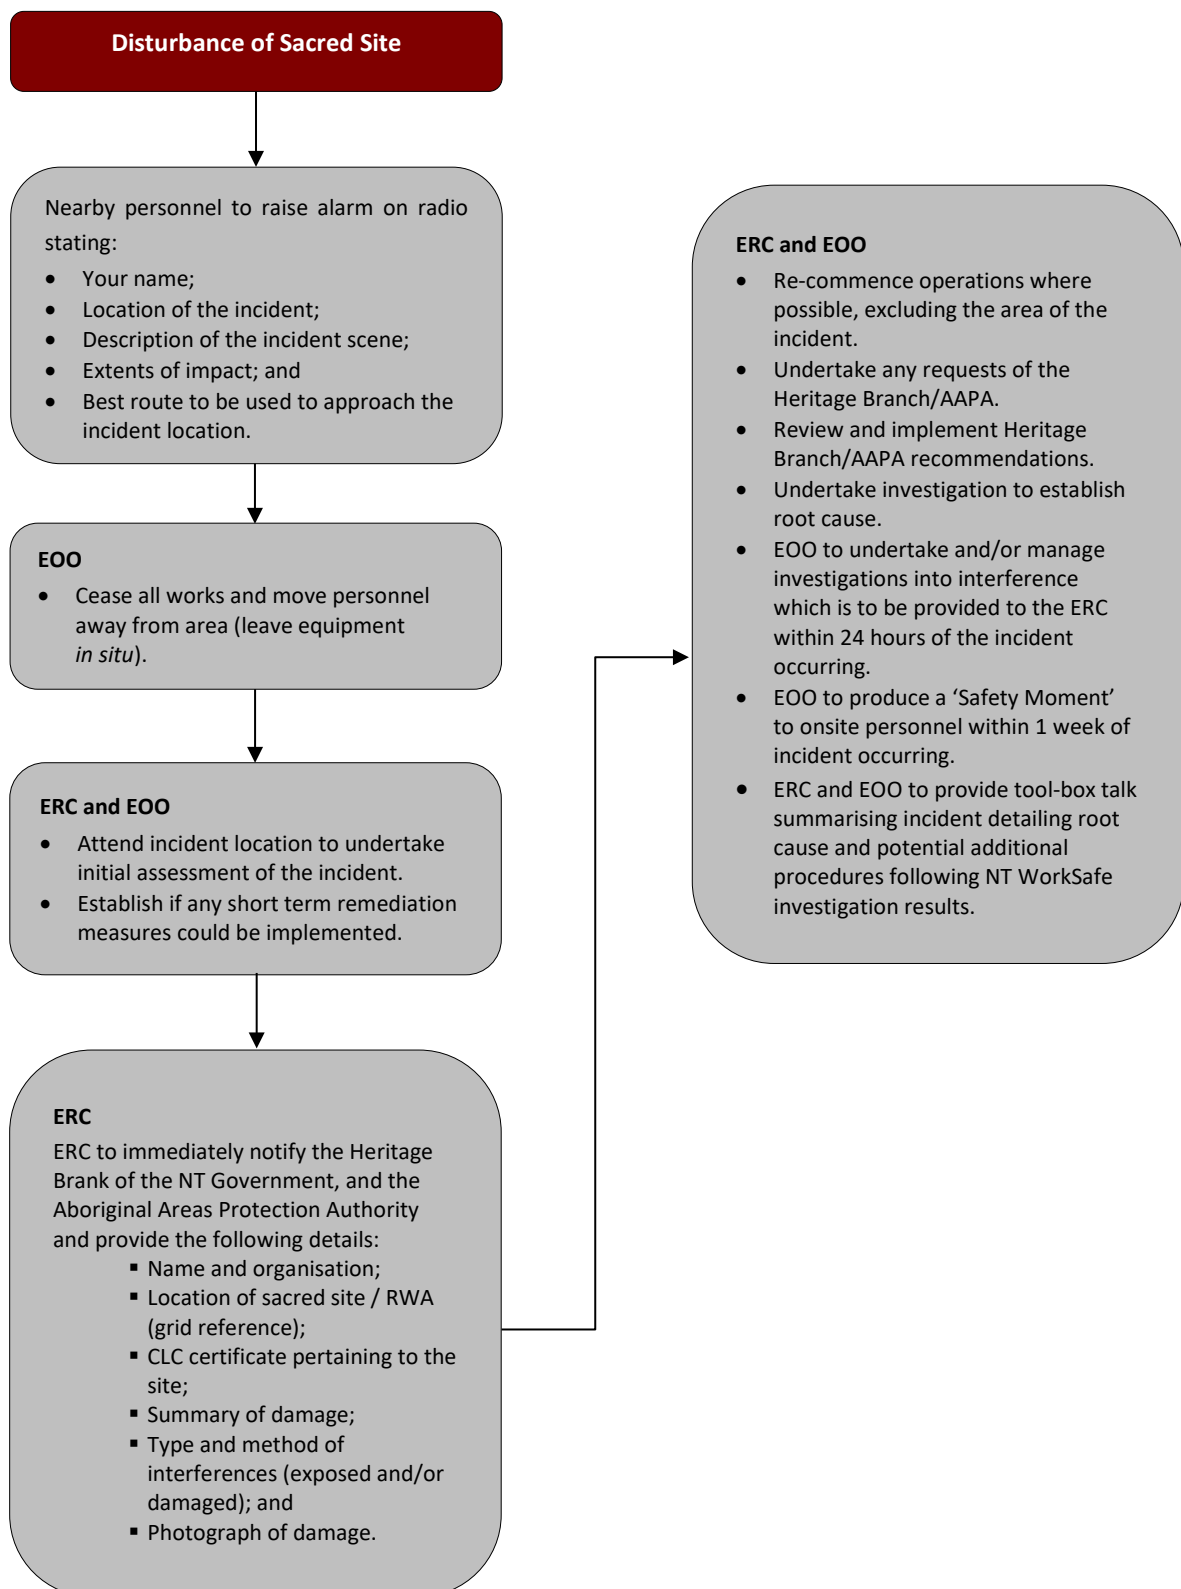 Disturbance of Sacred Site
Nearby personnel to raise alarm on radio
stating:
• Your name;
• Location of the incident;
• Description of the incident scene;
• Extents of impact; and
• Best route to be used to approach the
incident location.
EOO
• Cease all works and move personnel
away from area (leave equipment
in situ).
ERC and EOO
• Attend incident location to undertake
initial assessment of the incident.
• Establish if any short term remediation
measures could be implemented.
ERC
ERC to immediately notify the Heritage
Brank of the NT Government, and the
Aboriginal Areas Protection Authority
and provide the following details:
▪ Name and organisation;
▪ Location of sacred site / RWA
(grid reference);
▪ CLC certificate pertaining to the
site;
▪ Summary of damage;
▪ Type and method of
interferences (exposed and/or
damaged); and
▪ Photograph of damage.
ERC and EOO
• Re-commence operations where
possible, excluding the area of the
incident.
• Undertake any requests of the
Heritage Branch/AAPA.
• Review and implement Heritage
Branch/AAPA recommendations.
• Undertake investigation to establish
root cause.
• EOO to undertake and/or manage
investigations into interference
which is to be provided to the ERC
within 24 hours of the incident
occurring.
• EOO to produce a ‘Safety Moment’
to onsite personnel within 1 week of
incident occurring.
• ERC and EOO to provide tool-box talk
summarising incident detailing root
cause and potential additional
procedures following NT WorkSafe
investigation results.